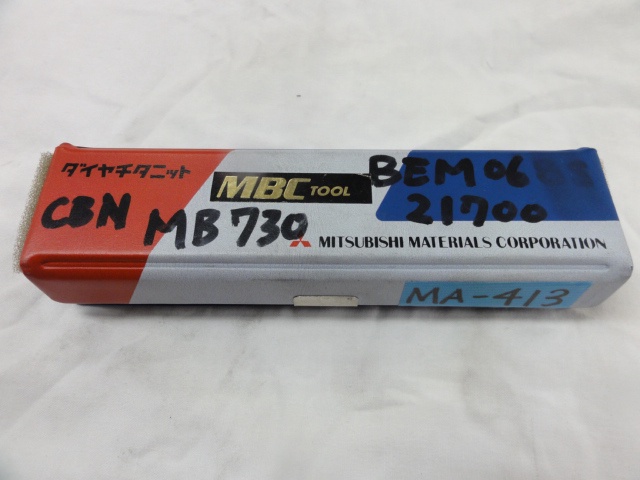 ダイヤチタニット
MBC TOOL
BEM06
21700
CBN
MB730
MITSUBISHI MATERIALS CORPORATION
MA-413